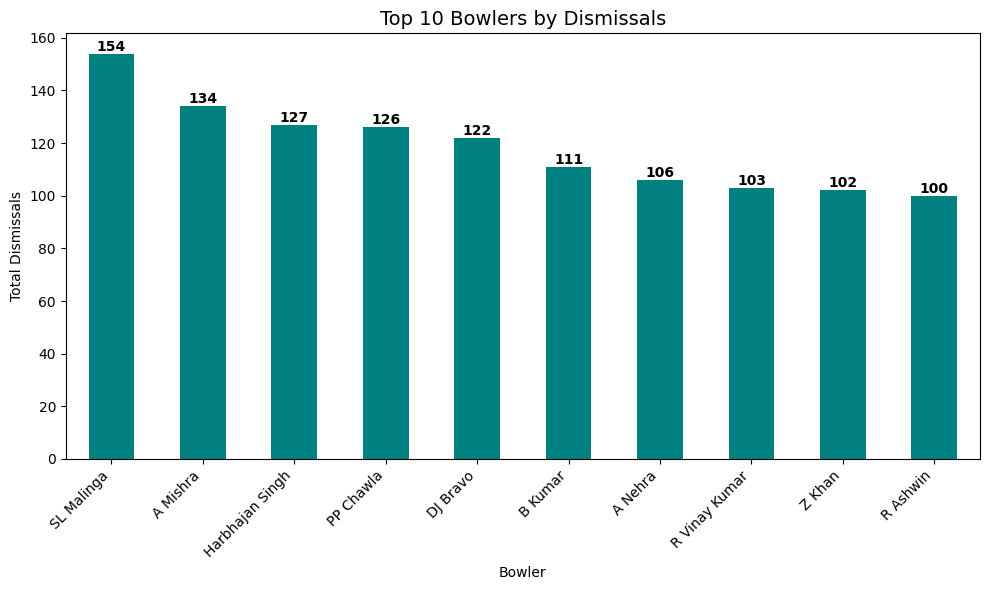 Top 10 Bowlers by Dismissals
Total Dismissals
160
140
120
100
80
60
40
20
0
154
134
127
126
122
111
106
103
102
100
SL Malinga
A Mishra
Harbhajan Singh
PP Chawla
DJ Bravo
B Kumar
A Nehra
R Vinay Kumar
Z Khan
R Ashwin
Bowler